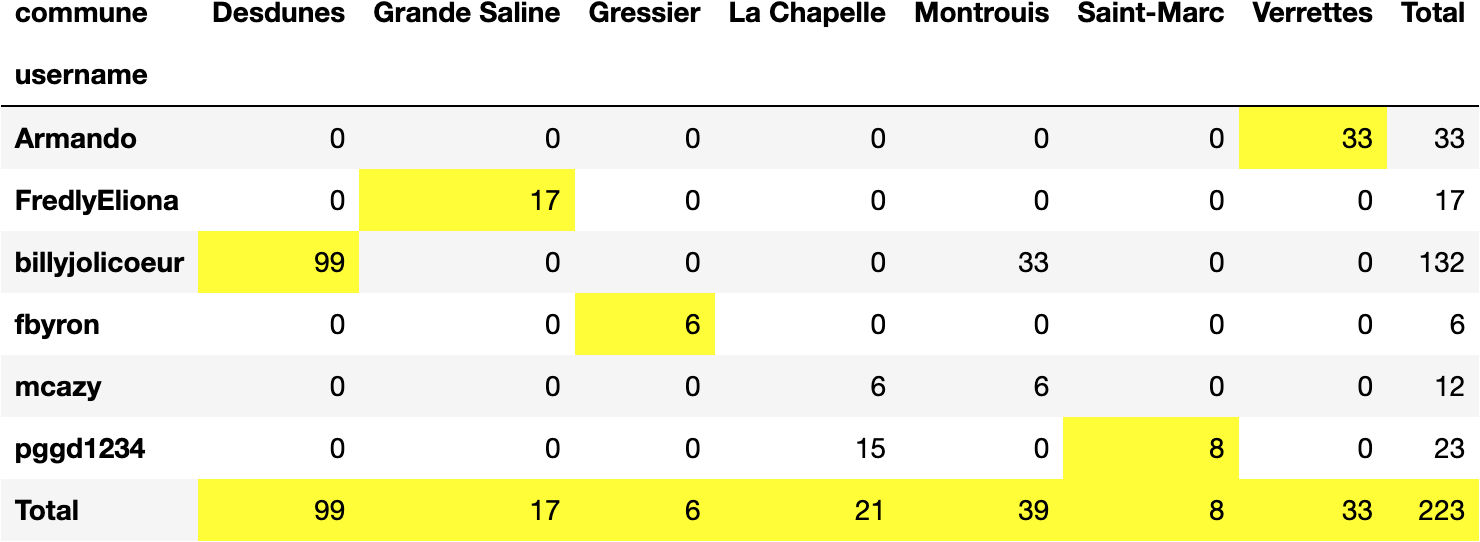 commune Desdunes Grande Saline Gressier La Chapelle Montrouis Saint-Marc Verrettes Total
username
Armando 0 0 0 0 0 0 33 33
FredlyEliona 0 17 0 0 0 0 0 17
billyjolicoeur 99 0 0 0 33 0 0 132
fbyron 0 0 6 0 0 0 0 6
mcazy 0 0 0 6 6 0 0 12
pggd1234 0 0 0 15 0 8 0 23
Total 99 17 6 21 39 8 33 223